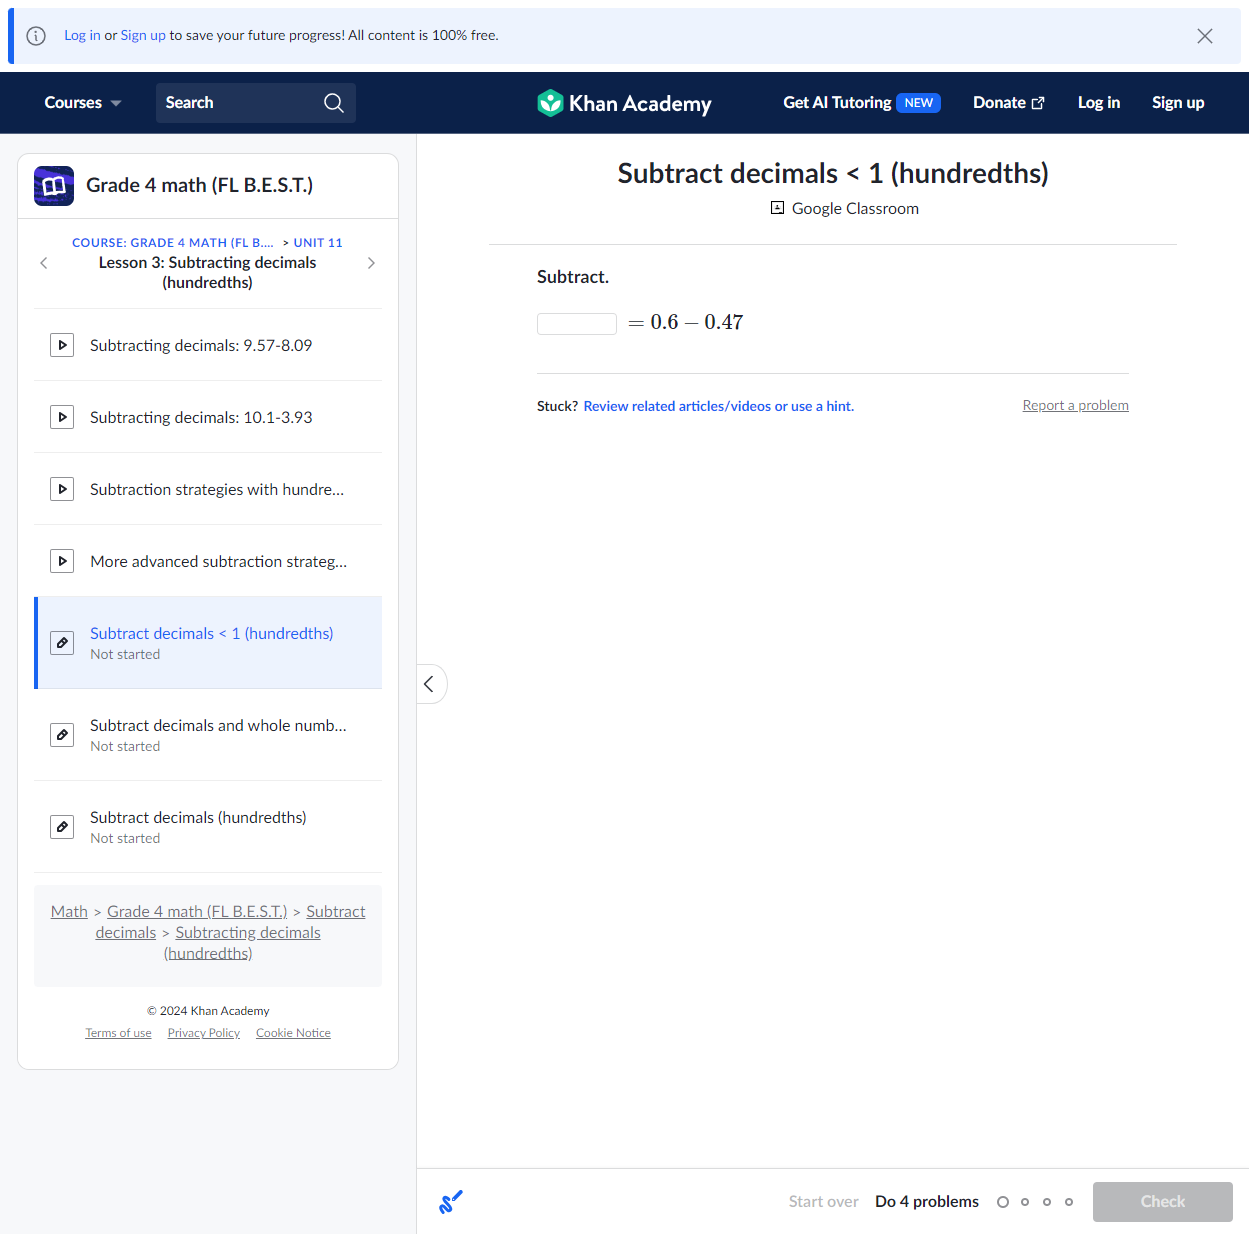 Log in or Sign up to save your future progress! All content is 100% free.
Courses
Search
Khan Academy
Get AI Tutoring NEW
Donate
Log in
Sign up
Grade 4 math (FL B.E.S.T.)
COURSE: GRADE 4 MATH (FL B.... > UNIT 11
Lesson 3: Subtracting decimals
(hundredths)
Subtracting decimals: 9.57-8.09
Subtracting decimals: 10.1-3.93
Subtraction strategies with hundre...
More advanced subtraction strateg...
Subtract decimals < 1 (hundredths)
Not started
Subtract decimals and whole numb...
Not started
Subtract decimals (hundredths)
Not started
Math > Grade 4 math (FL B.E.S.T.) > Subtract
decimals > Subtracting decimals
(hundredths)
© 2024 Khan Academy
Terms of use Privacy Policy Cookie Notice
Subtract decimals < 1 (hundredths)
Google Classroom
Subtract.
= 0.6 − 0.47
Stuck? Review related articles/videos or use a hint.
Report a problem
Start over
Do 4 problems
Check